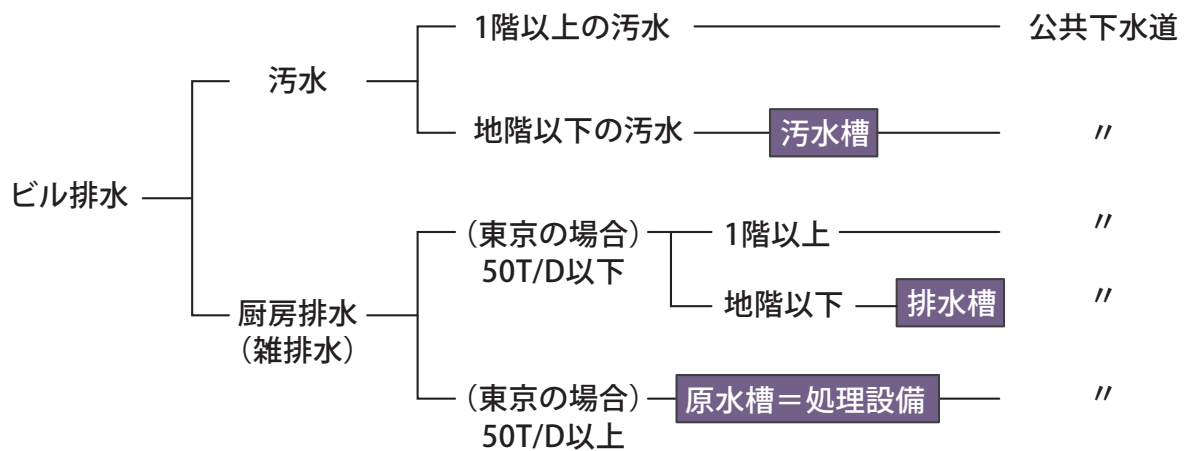 1階以上の汚水 公共下水道
汚水
地階以下の汚水 汚水槽 〃
ビル排水
(東京の場合) 1階以上 〃
50T/D以下
地階以下 排水槽 〃
厨房排水
(雑排水)
(東京の場合) 原水槽=処理設備 〃
50T/D以上